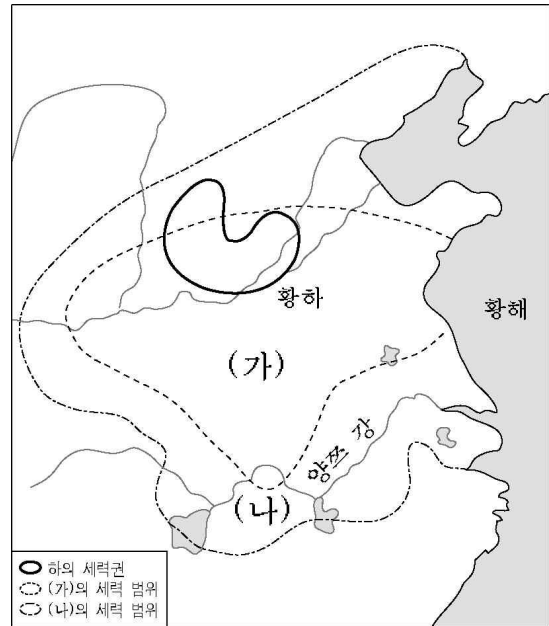 황하
황해
(가)
양쯔 강
(나)
하의 세력권
(가)의 세력 범위
(나)의 세력 범위